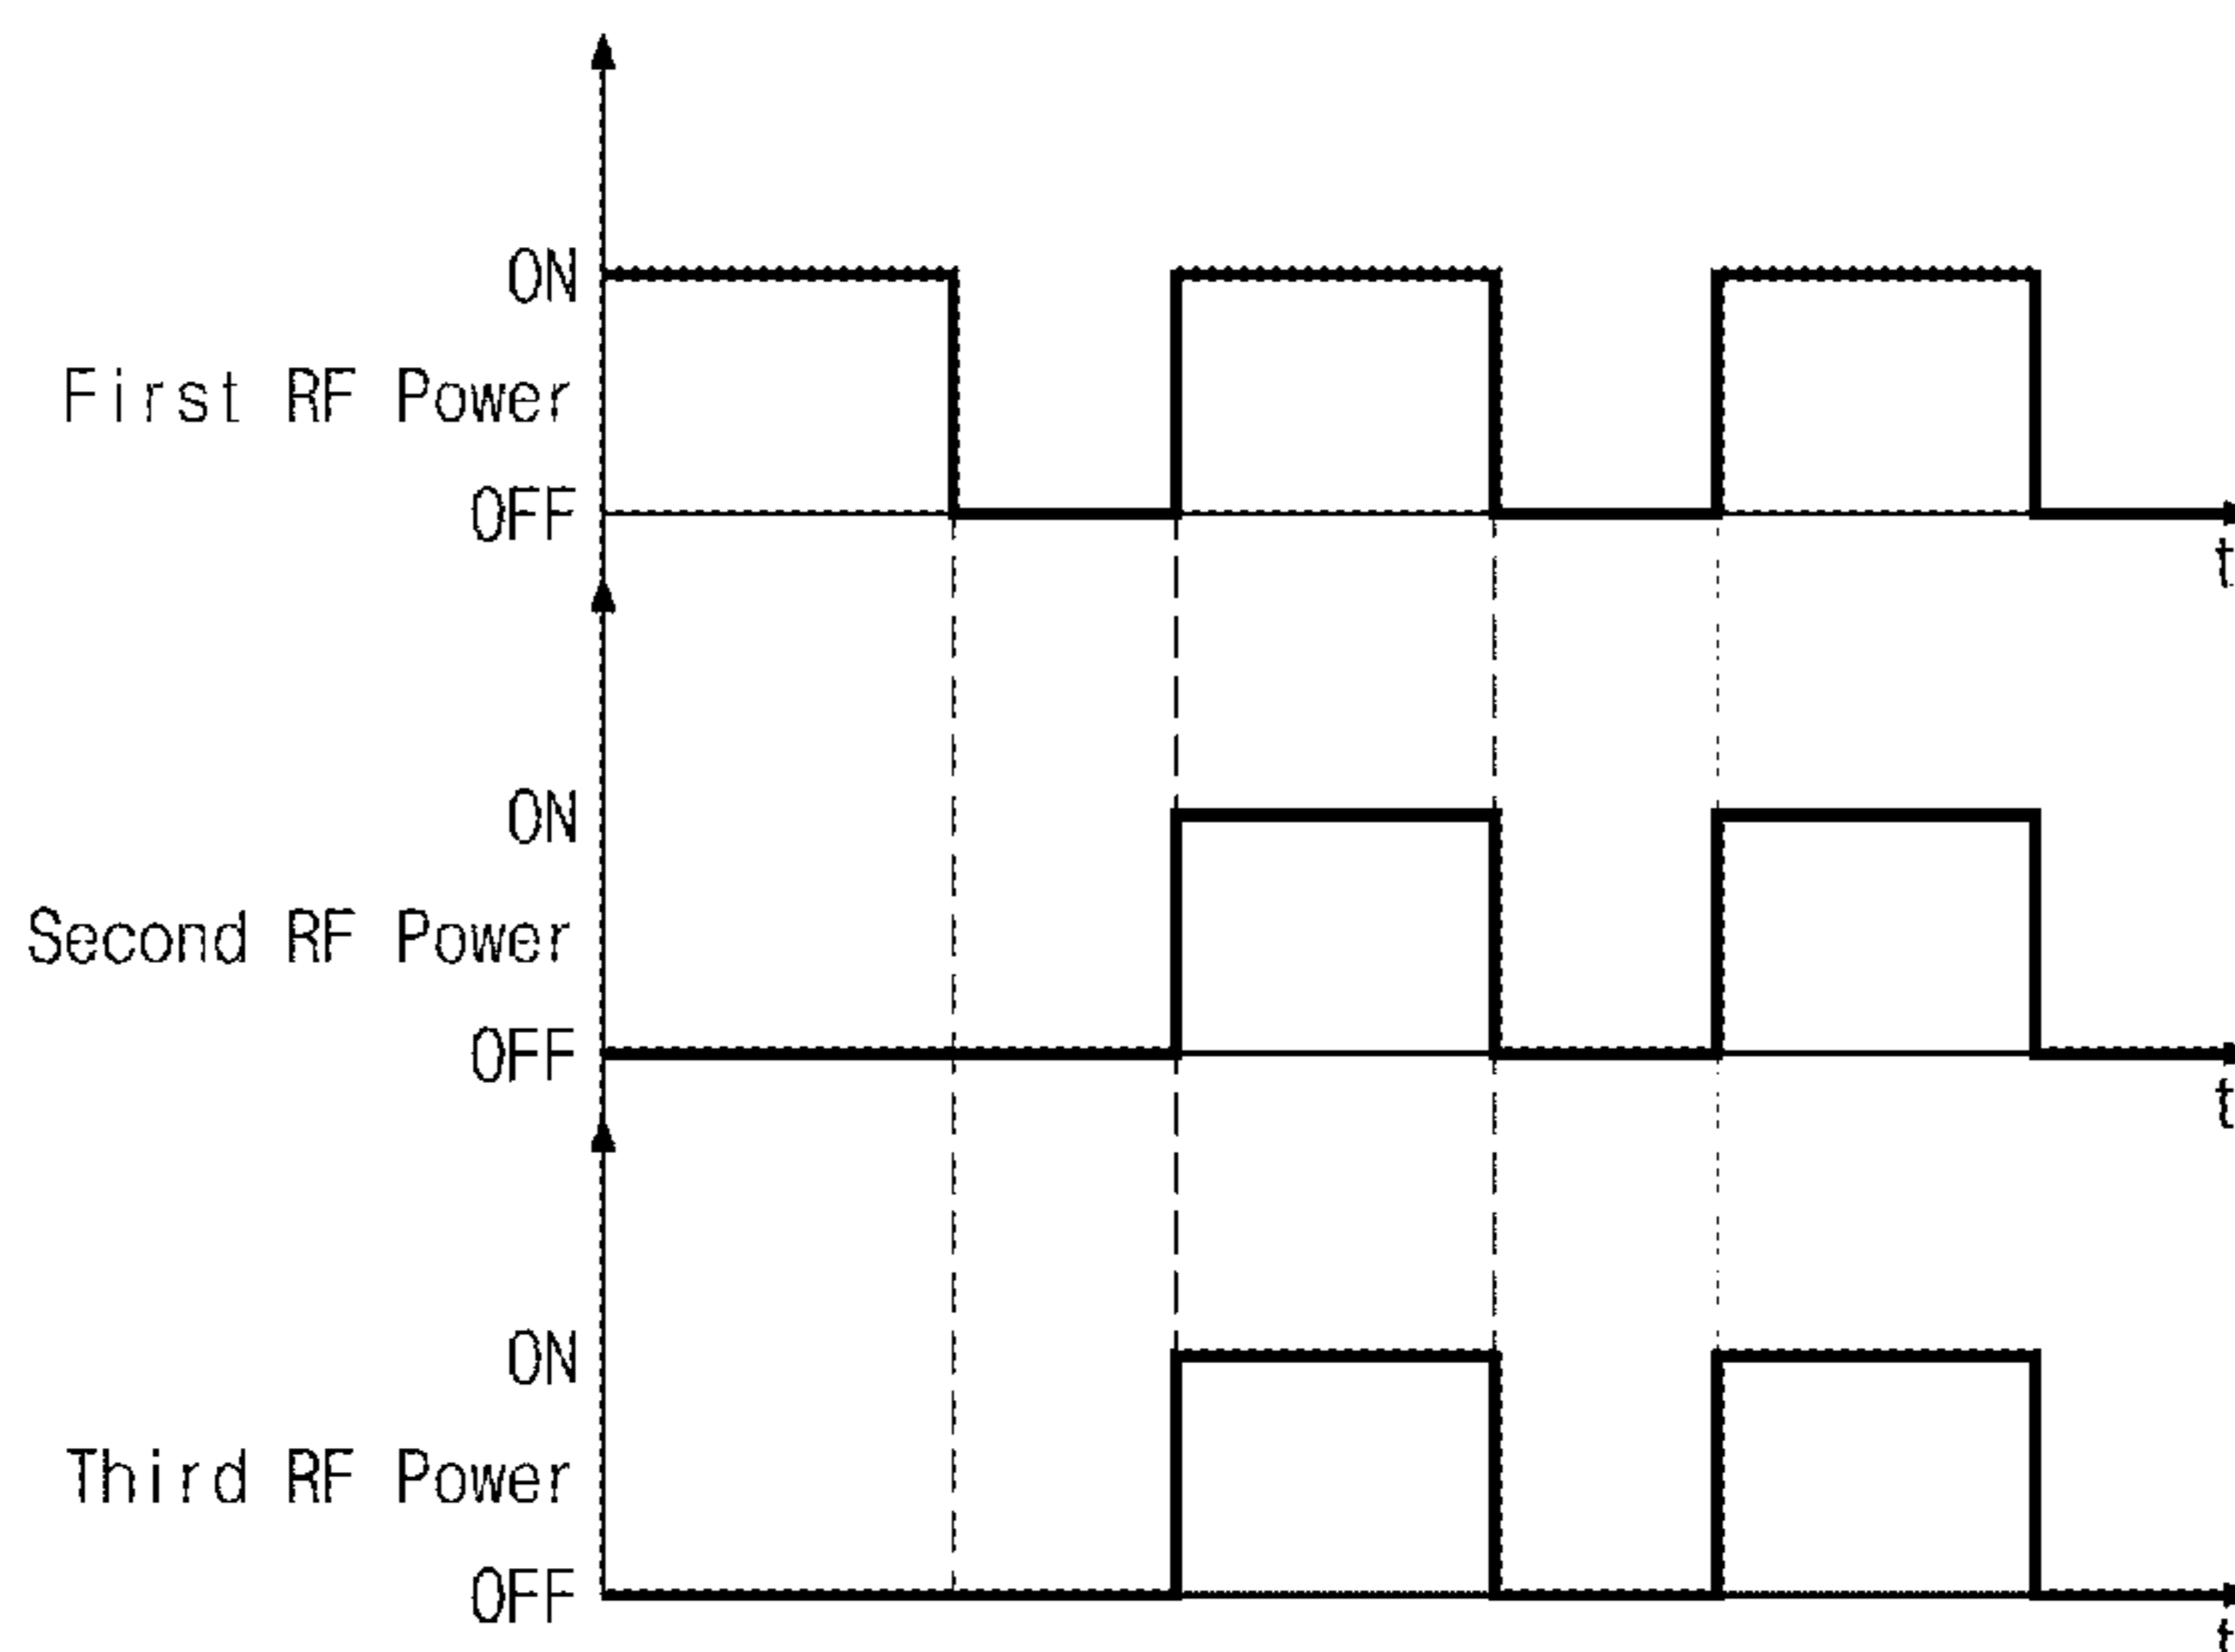 ON
First RF Power
OFF
t
ON
Second RF Power
OFF
t
ON
Third RF Power
OFF
t